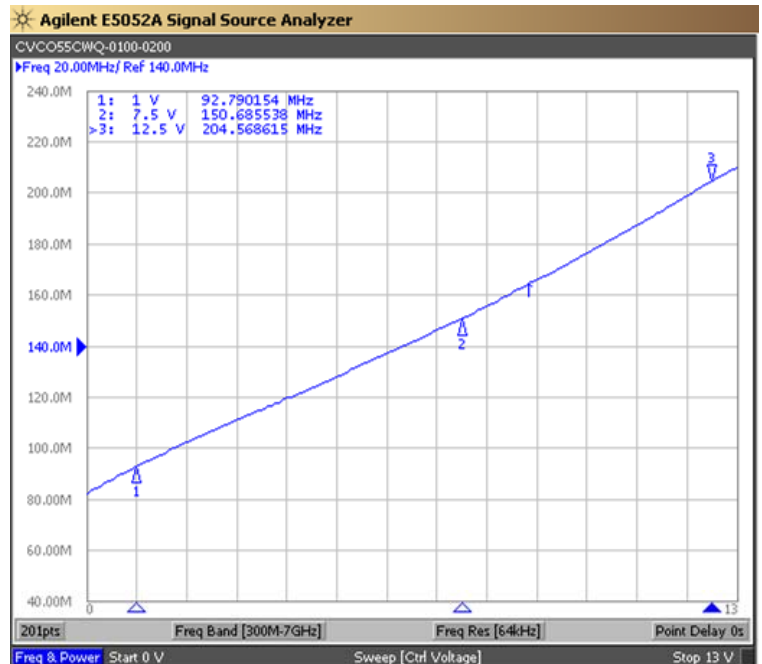 Agilent E5052A Signal Source Analyzer
CVCO55CWQ-0100-0200
▶Freq 20.00MHz/ Ref 140.0MHz
240.0M
1: 1 V 92.790154 MHz
2: 7.5 V 150.685538 MHz
>3: 12.5 V 204.568615 MHz
220.0M
3
200.0M
180.0M
160.0M
140.0M
2
120.0M
100.0M
1
80.00M
60.00M
40.00M
0
13
201pts Freq Band [300M-7GHz] Freq Res [64kHz] Point Delay 0s
Freq & Power Start 0 V Sweep [Ctrl Voltage] Stop 13 V